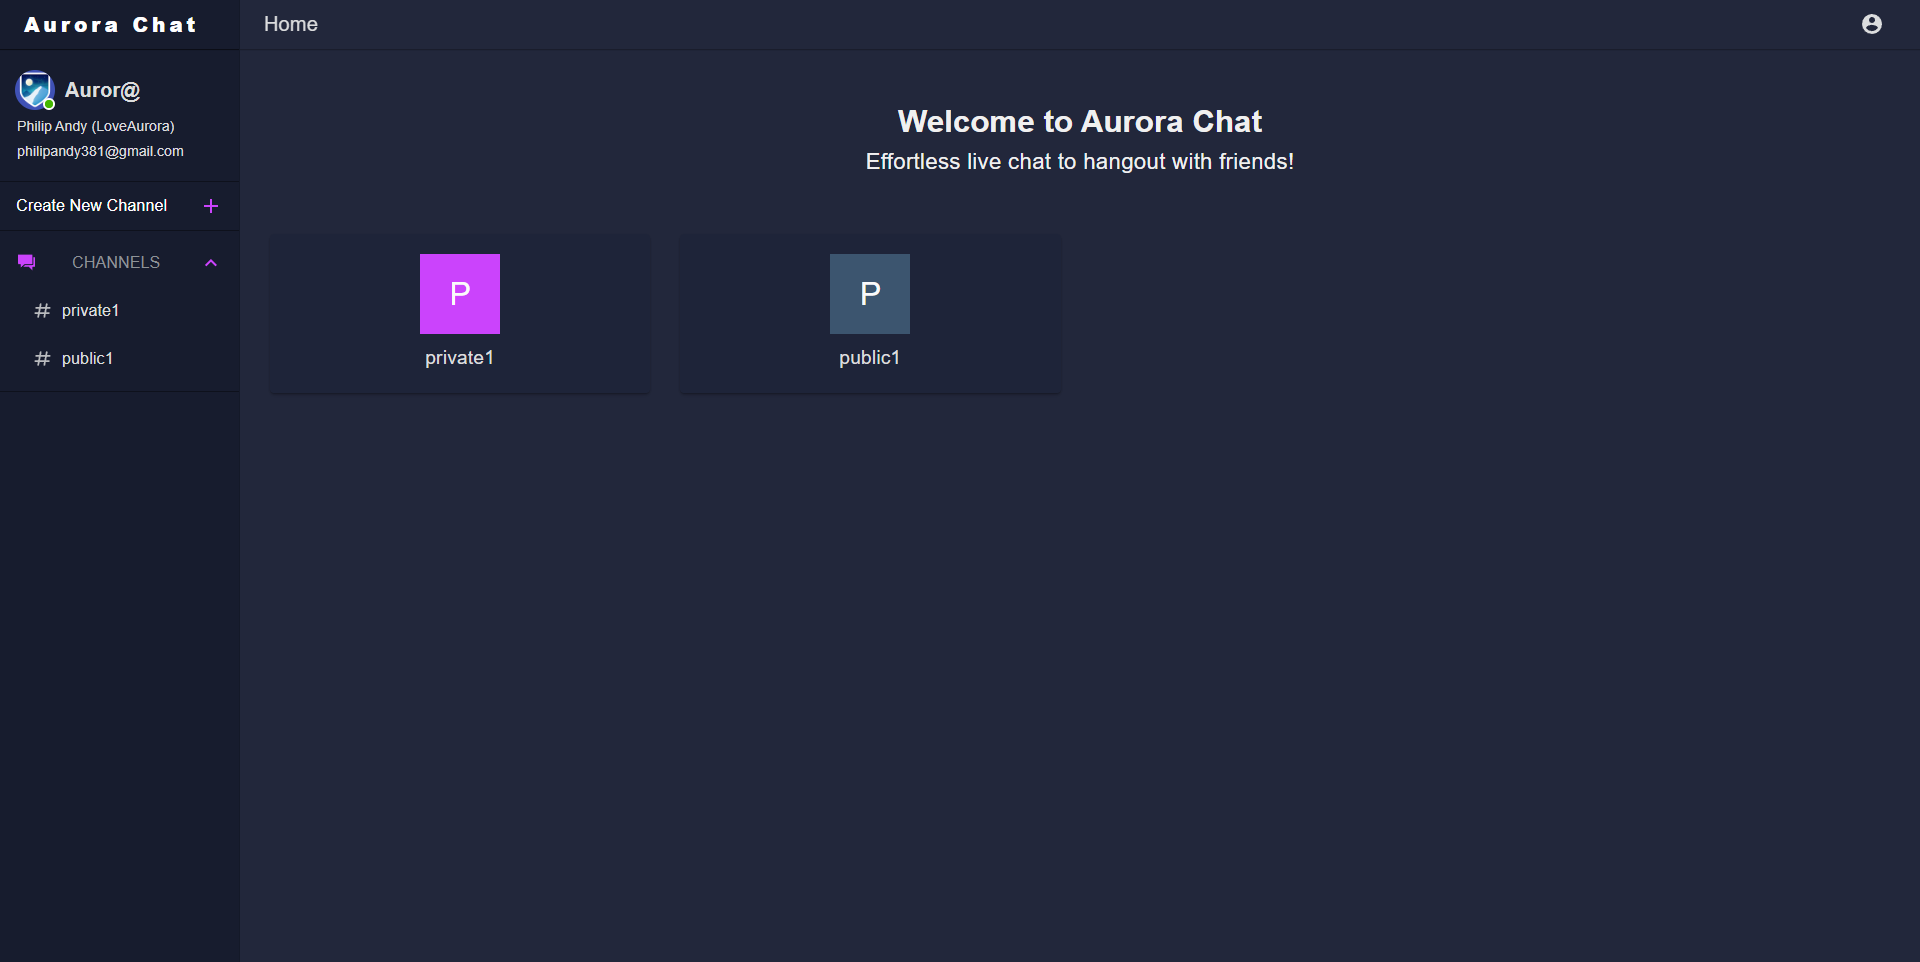 Aurora Chat
Home
Auror@
Philip Andy (LoveAurora)
philipandy381@gmail.com
Create New Channel
CHANNELS
private1
public1
Welcome to Aurora Chat
Effortless live chat to hangout with friends!
P
private1
P
public1